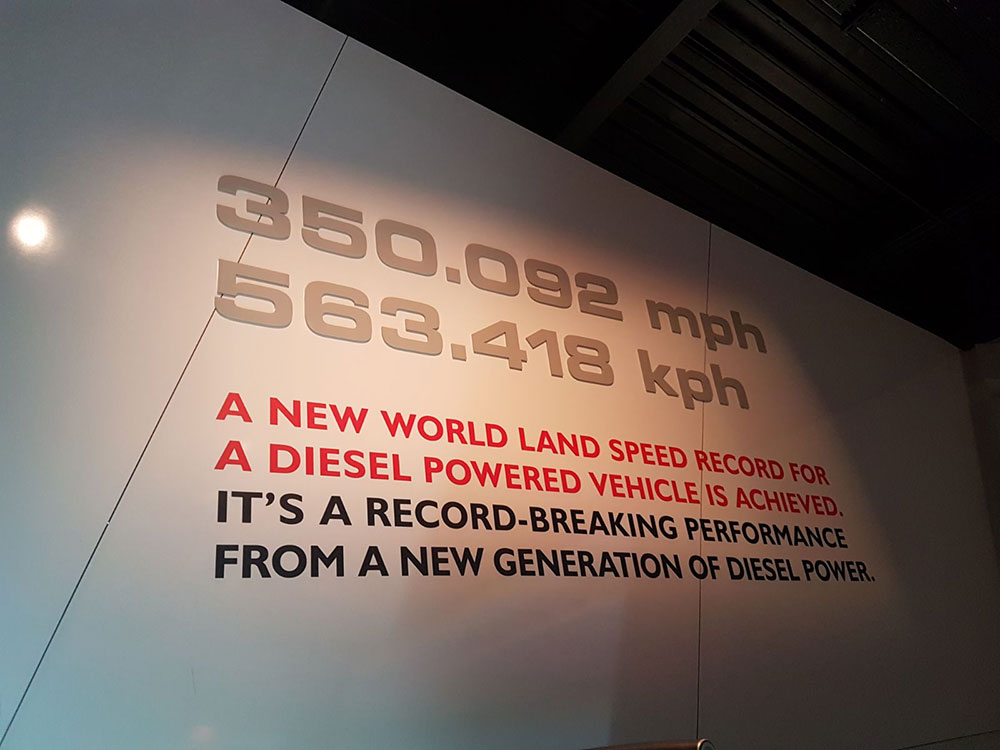 350.092 mph
563.418 kph
A NEW WORLD LAND SPEED RECORD FOR
A DIESEL POWERED VEHICLE IS ACHIEVED.
IT'S A RECORD-BREAKING PERFORMANCE
FROM A NEW GENERATION OF DIESEL POWER.